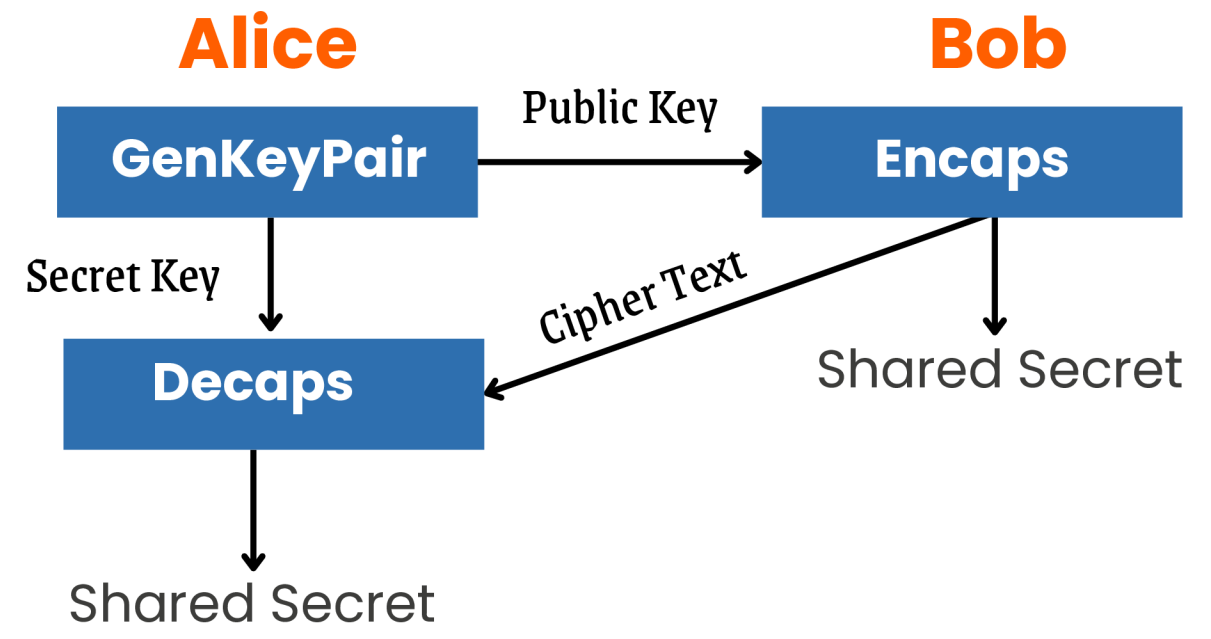 Alice
Bob
Public Key
GenKeyPair
Encaps
Secret Key
Cipher Text
Decaps
Shared Secret
Shared Secret